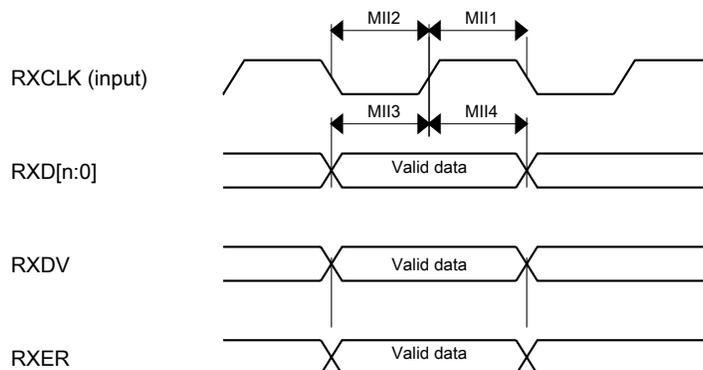 MII2 MII1
RXCLK (input)
MII3 MII4
RXD[n:0] Valid data
RXDV Valid data
RXER Valid data